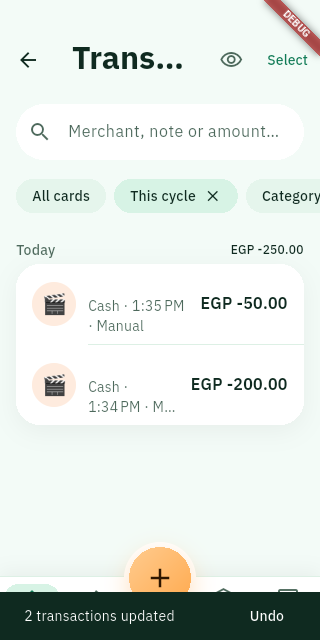 DEBUG
Trans...
Select
Merchant, note or amount...
All cards
This cycle
Category
Today
EGP -250.00
Cash · 1:35 PM
· Manual
EGP -50.00
Cash ·
1:34 PM · M...
EGP -200.00
2 transactions updated
Undo